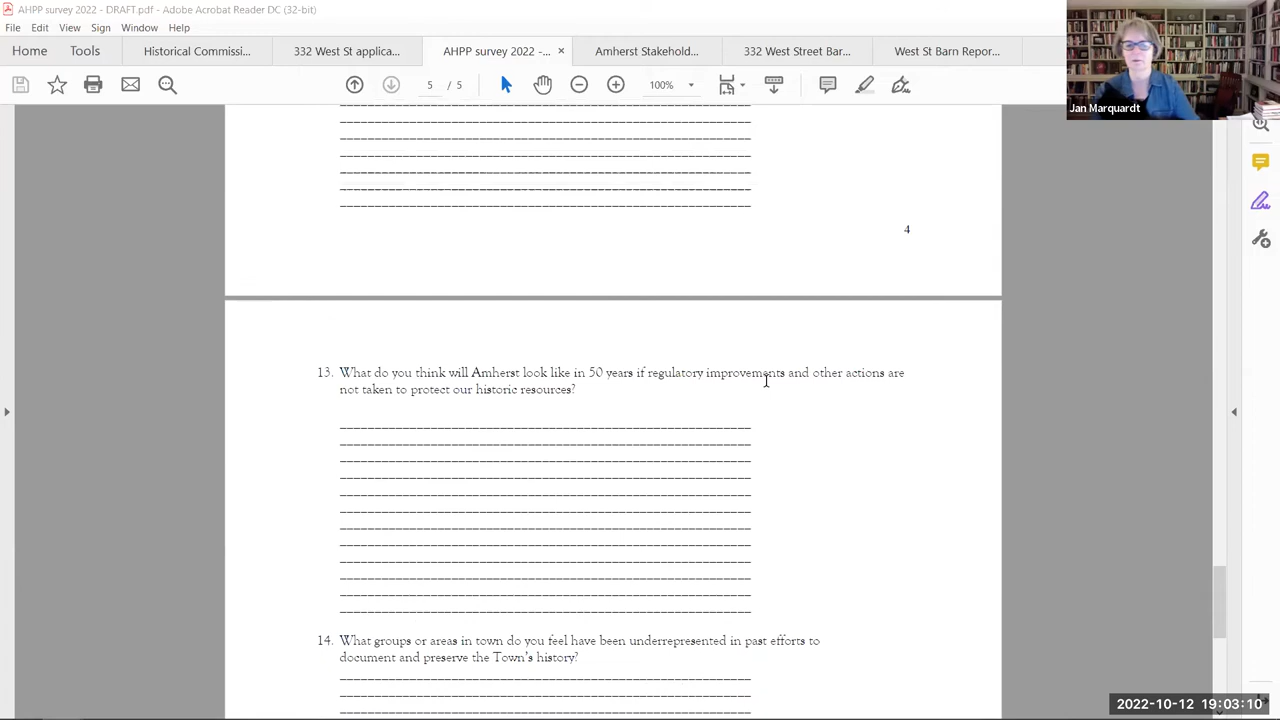 AHPP survey 2022 - DRAFT.pdf - Adobe Acrobat Reader DC (32-bit)
File Edit View Sign Window Help
Home Tools Historical Commissi... 332 West St applica... AHPP survey 2022 -... × Amherst Stakehold... 332 West Street Bar... West St Barn Repor...
5 / 5 100%
Jan Marquardt
4
13. What do you think will Amherst look like in 50 years if regulatory improvements and other actions are
not taken to protect our historic resources?
14. What groups or areas in town do you feel have been underrepresented in past efforts to
document and preserve the Town's history?
2022-10-12 19:03:10